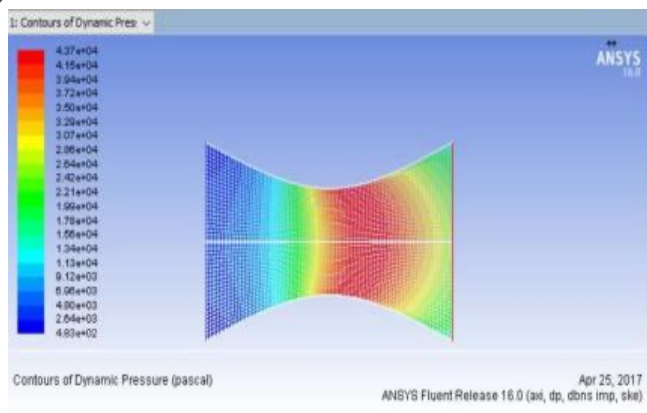 1: Contours of Dynamic Pres
4.37e+04
4.15e+04
3.94e+04
3.72e+04
3.50e+04
3.29e+04
3.07e+04
2.86e+04
2.64e+04
2.42e+04
2.21e+04
1.99e+04
1.78e+04
1.56e+04
1.34e+04
1.13e+04
9.12e+03
6.96e+03
4.80e+03
2.64e+03
4.83e+02
ANSYS
16.0
Contours of Dynamic Pressure (pascal)
Apr 25, 2017
ANSYS Fluent Release 16.0 (axi, dp, dbns imp, ske)